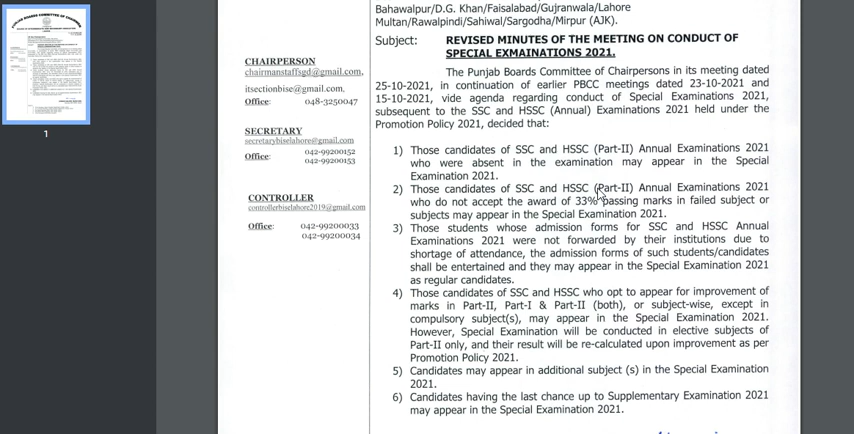 Bahawalpur/D.G. Khan/Faisalabad/Gujranwala/Lahore
Multan/Rawalpindi/Sahiwal/Sargodha/Mirpur (AJK).
Subject: REVISED MINUTES OF THE MEETING ON CONDUCT OF
SPECIAL EXMAINATIONS 2021.
CHAIRPERSON
chairmanstaffsgd@gmail.com,
itsectionbise@gmail.com,
Office: 048-3250047
SECRETARY
secretarybiselahore@gmail.com
Office: 042-99200152
042-99200153
CONTROLLER
controllerbiselahore2019@gmail.com
Office: 042-99200033
042-99200034
The Punjab Boards Committee of Chairpersons in its meeting dated
25-10-2021, in continuation of earlier PBCC meetings dated 23-10-2021 and
15-10-2021, vide agenda regarding conduct of Special Examinations 2021,
subsequent to the SSC and HSSC (Annual) Examinations 2021 held under the
Promotion Policy 2021, decided that:
1) Those candidates of SSC and HSSC (Part-II) Annual Examinations 2021
who were absent in the examination may appear in the Special
Examination 2021.
2) Those candidates of SSC and HSSC (Part-II) Annual Examinations 2021
who do not accept the award of 33% passing marks in failed subject or
subjects may appear in the Special Examination 2021.
3) Those students whose admission forms for SSC and HSSC Annual
Examinations 2021 were not forwarded by their institutions due to
shortage of attendance, the admission forms of such students/candidates
shall be entertained and they may appear in the Special Examination 2021
as regular candidates.
4) Those candidates of SSC and HSSC who opt to appear for improvement of
marks in Part-II, Part-I & Part-II (both), or subject-wise, except in
compulsory subject(s), may appear in the Special Examination 2021.
However, Special Examination will be conducted in elective subjects of
Part-II only, and their result will be re-calculated upon improvement as per
Promotion Policy 2021.
5) Candidates may appear in additional subject (s) in the Special Examination
2021.
6) Candidates having the last chance up to Supplementary Examination 2021
may appear in the Special Examination 2021.
1